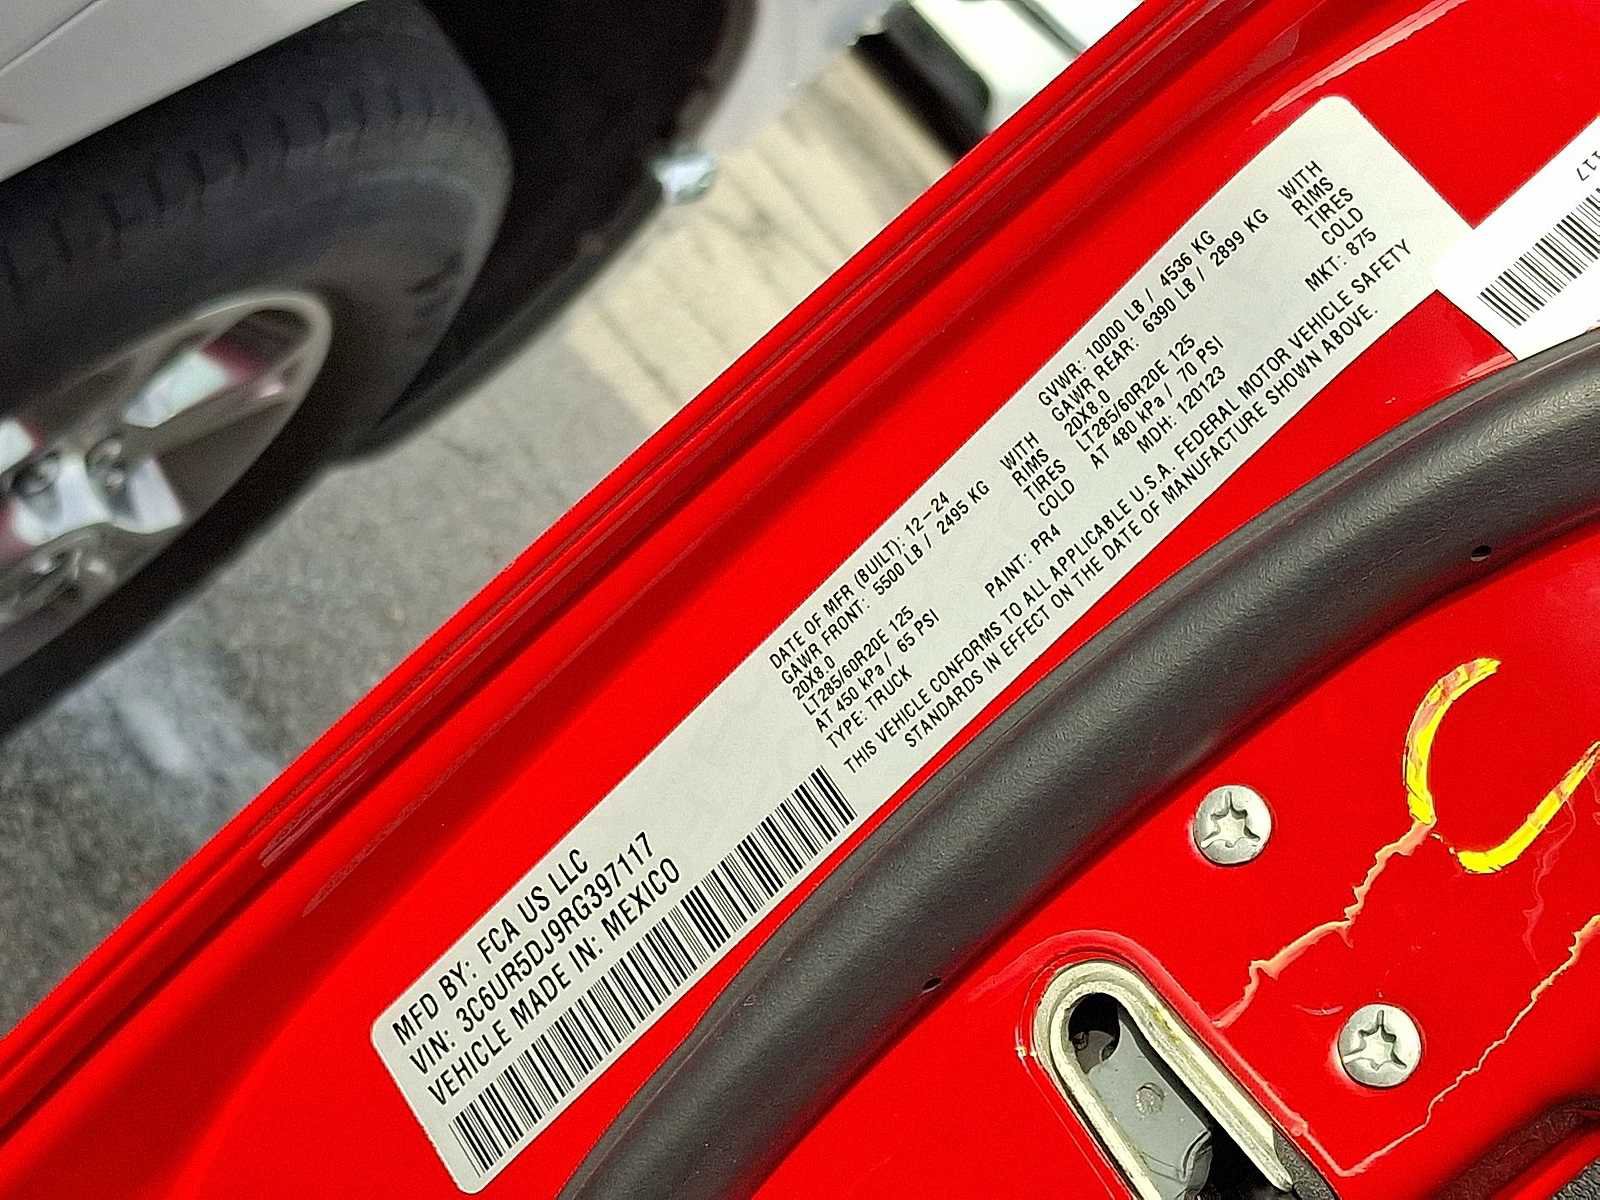 MFD BY: FCA US LLC
VIN: 3C6UR5DJ9RG397117
VEHICLE MADE IN: MEXICO
DATE OF MFR (BUILT): 12-24
GAWR FRONT: 5500 LB / 2495 KG WITH
20X8.0 RIMS
LT285/60R20E 125 TIRES
AT 450 kPa / 65 PSI COLD
TYPE: TRUCK PAINT: PR4
GVWR: 10000 LB / 4536 KG
GAWR REAR: 6390 LB / 2899 KG WITH
20X8.0 RIMS
LT285/60R20E 125 TIRES
AT 480 kPa / 70 PSI COLD
MDH: 120123 MKT: 875
THIS VEHICLE CONFORMS TO ALL APPLICABLE U.S.A. FEDERAL MOTOR VEHICLE SAFETY
STANDARDS IN EFFECT ON THE DATE OF MANUFACTURE SHOWN ABOVE.